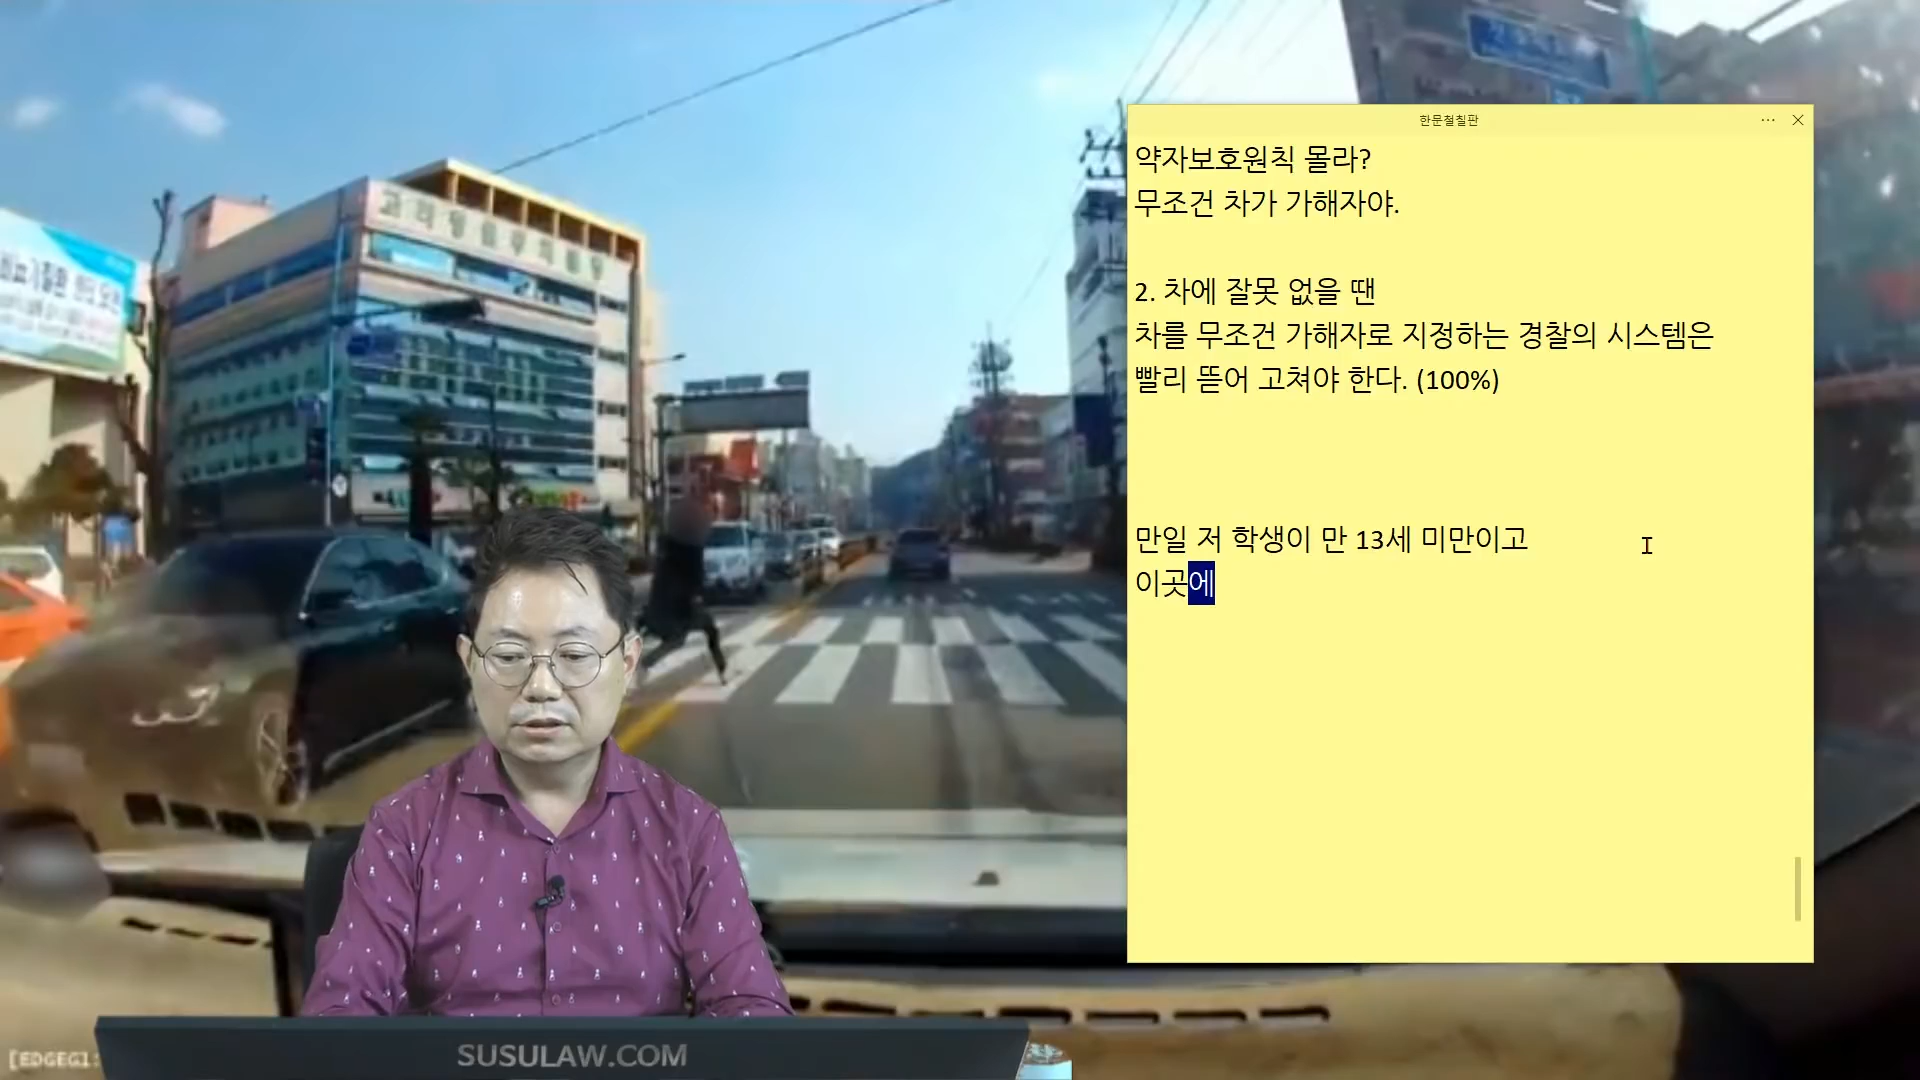 한문철칠판
약자보호원칙 몰라?
무조건 차가 가해자야.
2. 차에 잘못 없을 땐
차를 무조건 가해자로 지정하는 경찰의 시스템은
빨리 뜯어 고쳐야 한다. (100%)
만일 저 학생이 만 13세 미만이고
이곳에
SUSULAW.COM